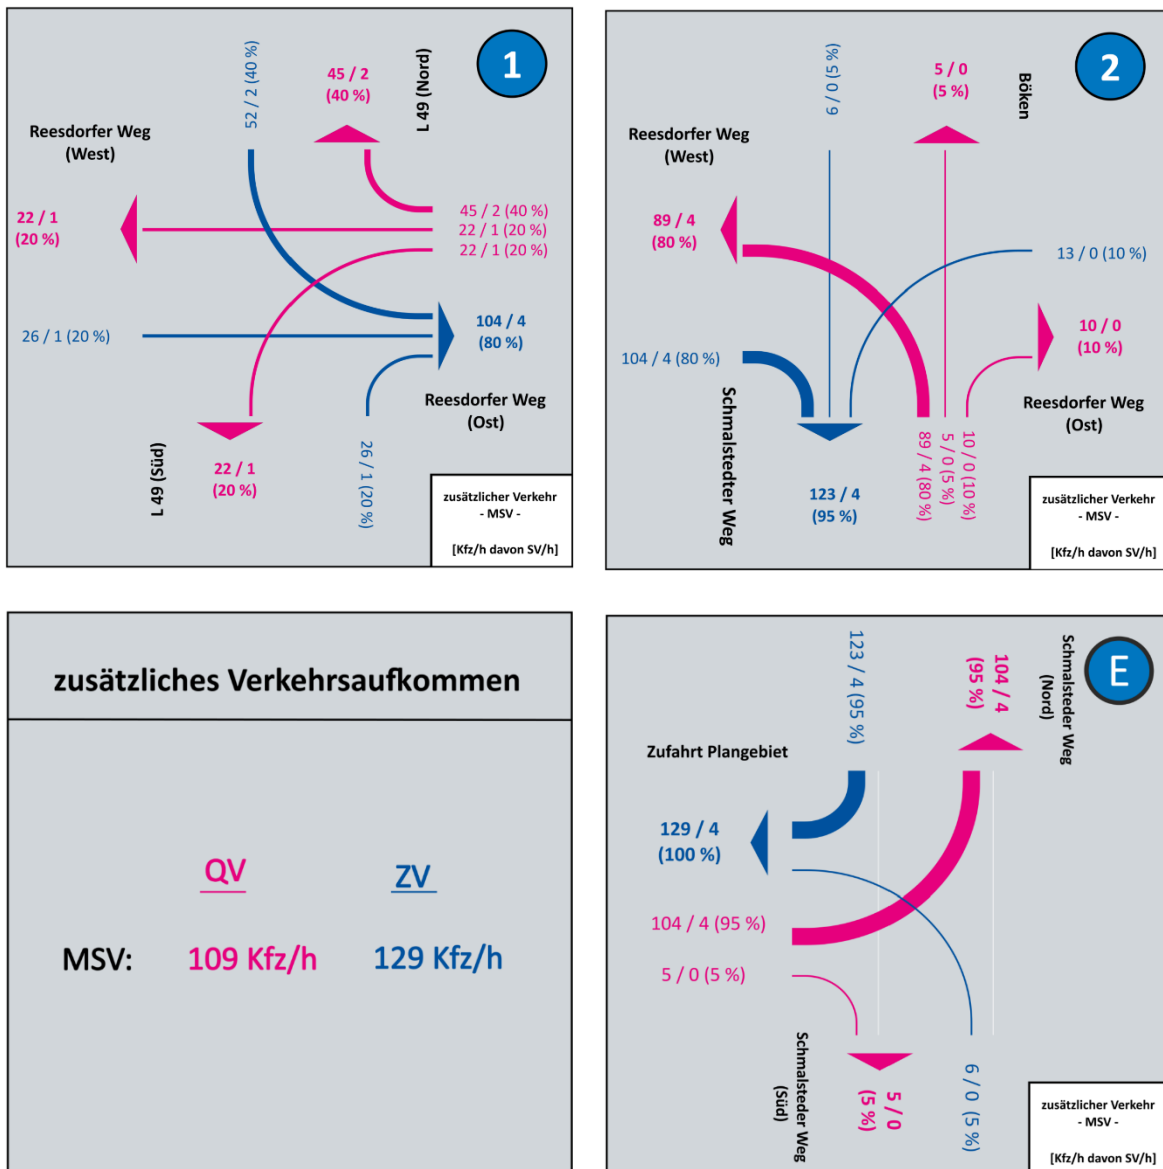 1
52 / 2 (40 %)
45 / 2
(40 %)
L 49 (Nord)
Reesdorfer Weg
(West)
22 / 1
(20 %)
45 / 2 (40 %)
22 / 1 (20 %)
22 / 1 (20 %)
26 / 1 (20 %)
104 / 4
(80 %)
Reesdorfer Weg
(Ost)
L 49 (Süd)
22 / 1
(20 %)
26 / 1 (20 %)
zusätzlicher Verkehr
- MSV -
[Kfz/h davon SV/h]
2
6 / 0 (5 %)
5 / 0
(5 %)
Böken
Reesdorfer Weg
(West)
89 / 4
(80 %)
13 / 0 (10 %)
104 / 4 (80 %)
10 / 0
(10 %)
Reesdorfer Weg
(Ost)
Schmalstedter Weg
123 / 4
(95 %)
89 / 4 (80 %)
5 / 0 (5 %)
10 / 0 (10 %)
zusätzlicher Verkehr
- MSV -
[Kfz/h davon SV/h]
zusätzliches Verkehrsaufkommen
QV ZV
MSV: 109 Kfz/h 129 Kfz/h
E
123 / 4 (95 %)
104 / 4
(95 %)
Schmalsteder Weg
(Nord)
Zufahrt Plangebiet
129 / 4
(100 %)
104 / 4 (95 %)
5 / 0 (5 %)
Schmalsteder Weg
(Süd)
5 / 0
(5 %)
6 / 0 (5 %)
zusätzlicher Verkehr
- MSV -
[Kfz/h davon SV/h]